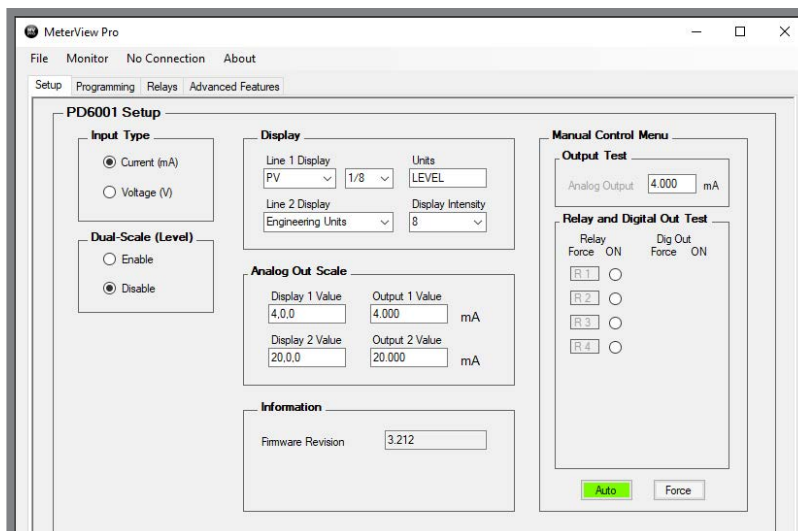 MeterView Pro
File Monitor No Connection About
Setup Programming Relays Advanced Features
PD6001 Setup
Input Type
Current (mA)
Voltage (V)
Dual-Scale (Level)
Enable
Disable
Display
Line 1 Display Units
PV 1/8 LEVEL
Line 2 Display Display Intensity
Engineering Units 8
Analog Out Scale
Display 1 Value Output 1 Value
4,0,0 4.000 mA
Display 2 Value Output 2 Value
20,0,0 20.000 mA
Information
Firmware Revision 3.212
Manual Control Menu
Output Test
Analog Output 4.000 mA
Relay and Digital Out Test
Relay Dig Out
Force ON Force ON
R 1
R 2
R 3
R 4
Auto Force